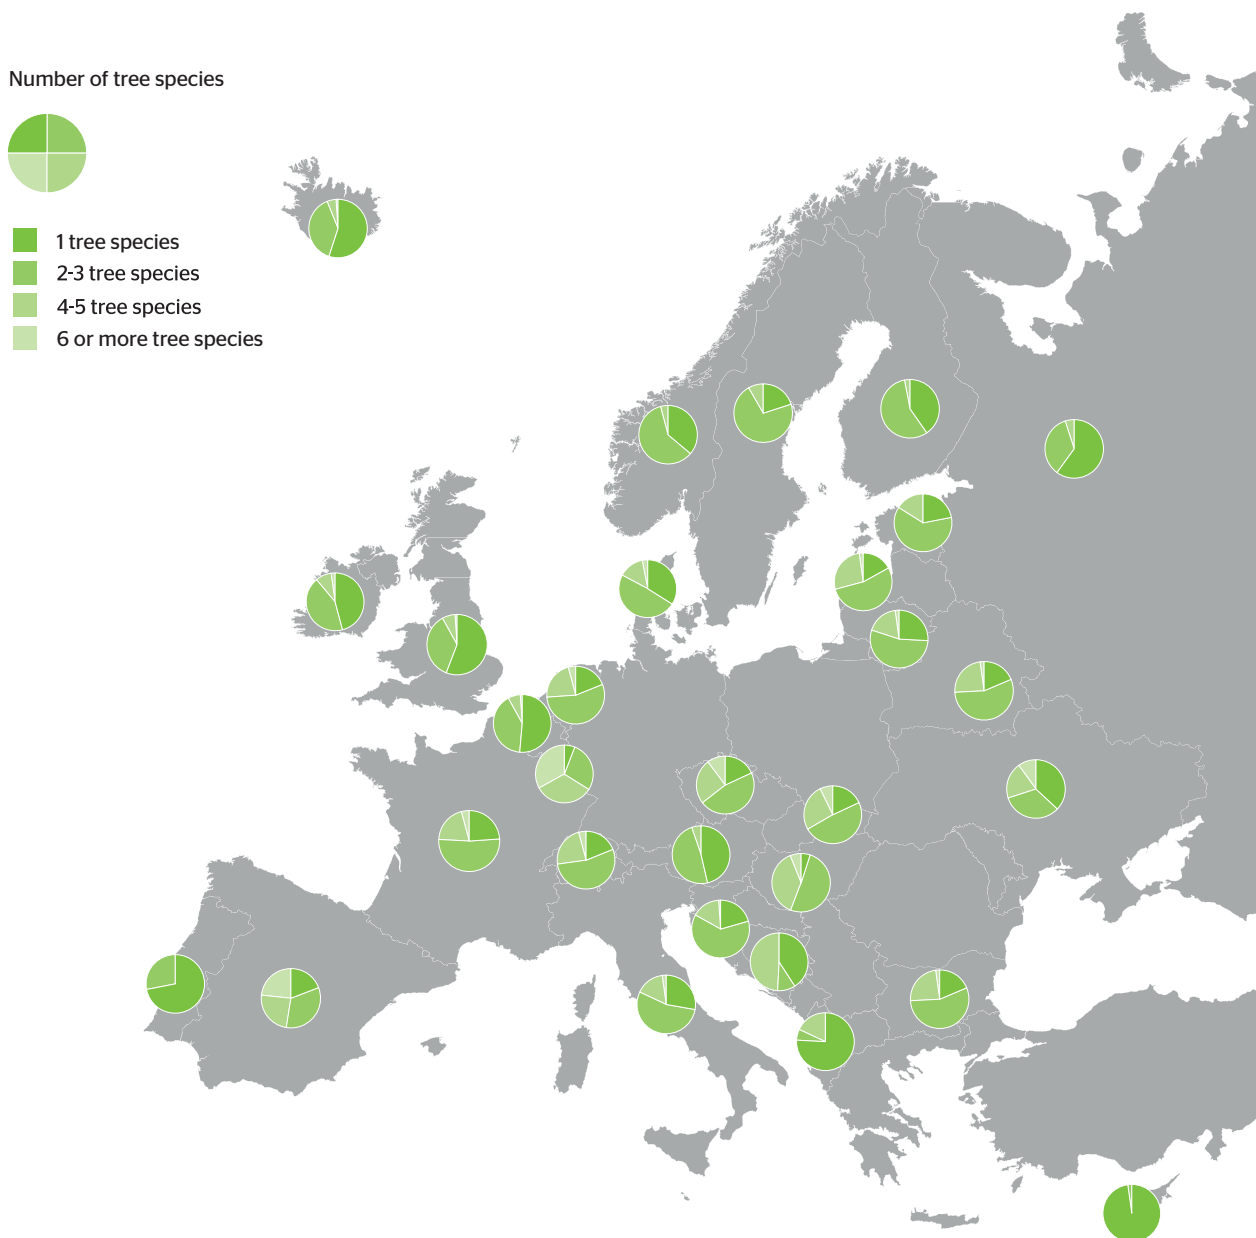 Number of tree species
1 tree species
2-3 tree species
4-5 tree species
6 or more tree species